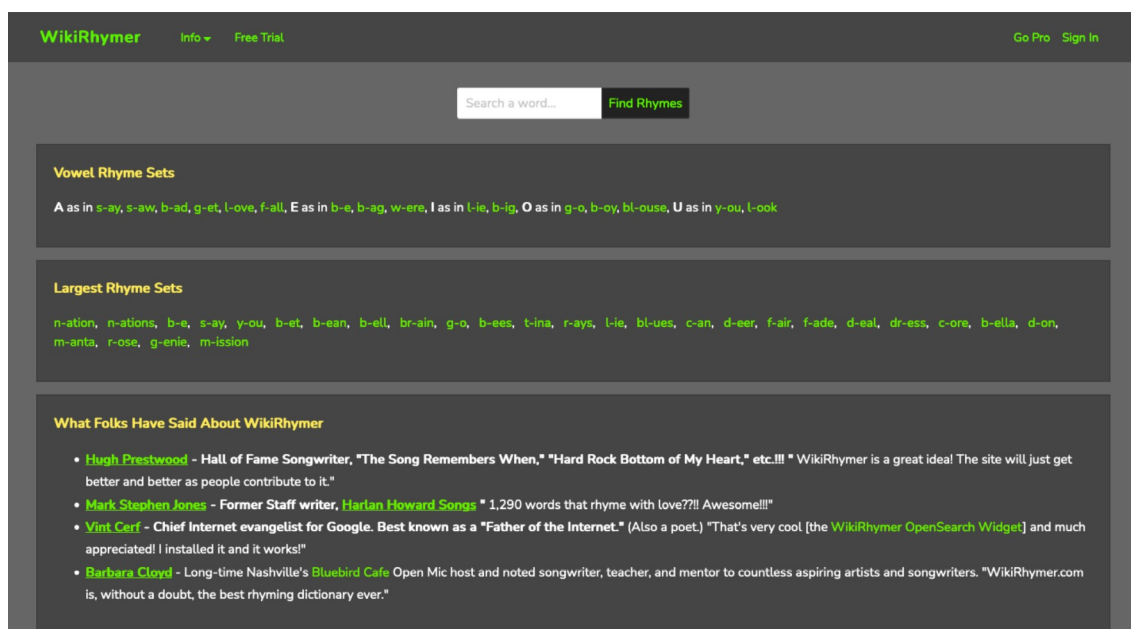 WikiRhymer Info Free Trial Go Pro Sign In
Search a word... Find Rhymes
Vowel Rhyme Sets
A as in s-ay, s-aw, b-ad, g-et, l-ove, f-all, E as in b-e, b-ag, w-ere, I as in l-ie, b-ig, O as in g-o, b-oy, bl-ouse, U as in y-ou, l-ook
Largest Rhyme Sets
n-ation, n-ations, b-e, s-ay, y-ou, b-et, b-ean, b-ell, br-ain, g-o, b-ees, t-ina, r-ays, l-ie, bl-ues, c-an, d-eer, f-air, f-ade, d-eal, dr-ess, c-ore, b-ella, d-on,
m-anta, r-ose, g-enie, m-ission
What Folks Have Said About WikiRhymer
• Hugh Prestwood - Hall of Fame Songwriter, "The Song Remembers When," "Hard Rock Bottom of My Heart," etc.!!! " WikiRhymer is a great idea! The site will just get
better and better as people contribute to it."
• Mark Stephen Jones - Former Staff writer, Harlan Howard Songs " 1,290 words that rhyme with love??!! Awesome!!!"
• Vint Cerf - Chief Internet evangelist for Google. Best known as a "Father of the Internet." (Also a poet.) "That's very cool [the WikiRhymer OpenSearch Widget] and much
appreciated! I installed it and it works!"
• Barbara Cloyd - Long-time Nashville's Bluebird Cafe Open Mic host and noted songwriter, teacher, and mentor to countless aspiring artists and songwriters. "WikiRhymer.com
is, without a doubt, the best rhyming dictionary ever."